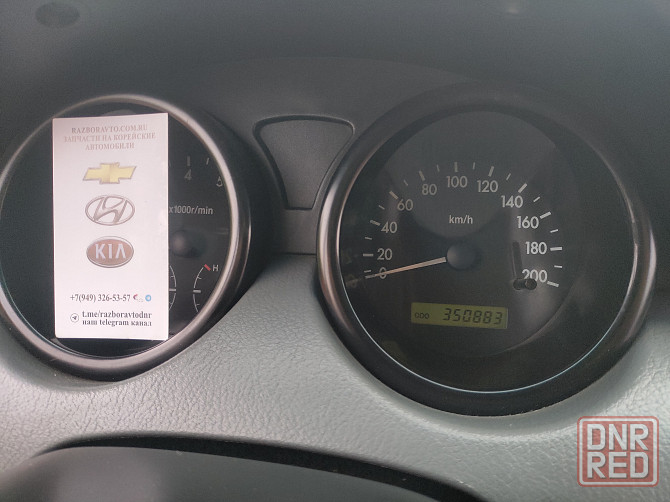 RAZBORAVTO.COM.RU
ЗАПЧАСТИ НА КОРЕЙСКИЕ
АВТОМОБИЛИ
KIA
+7(949) 326-53-57
t.me/razboravtodnr
наш telegram канал
4 5
x1000r/min
H
0 20 40 60 80 100 120 140 160 180 200
km/h
ODO 350883
DNR
RED